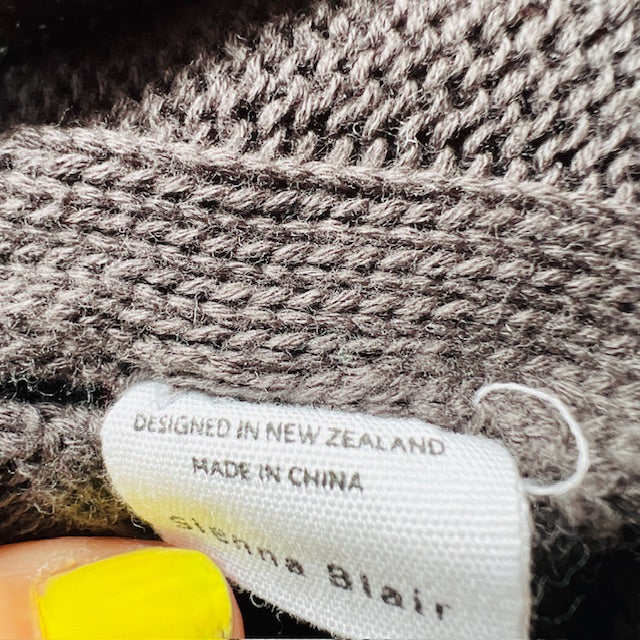 DESIGNED IN NEW ZEALAND
MADE IN CHINA
Sienna Blair